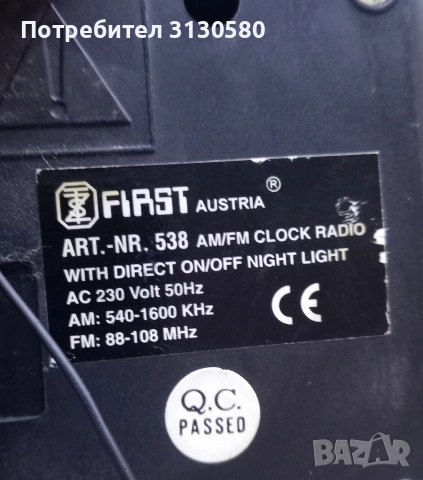 Потребител 3130580
FIRST AUSTRIA ®
ART.-NR. 538 AM/FM CLOCK RADIO
WITH DIRECT ON/OFF NIGHT LIGHT
AC 230 Volt 50Hz
AM: 540-1600 KHz
FM: 88-108 MHz
CE
Q.C.
PASSED
BAZAR